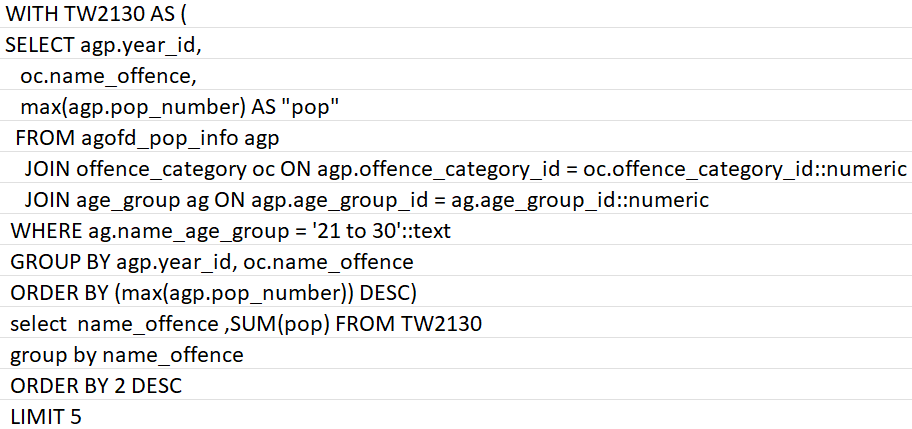 WITH TW2130 AS (
SELECT agp.year_id,
oc.name_offence,
max(agp.pop_number) AS "pop"
FROM agofd_pop_info agp
JOIN offence_category oc ON agp.offence_category_id = oc.offence_category_id::numeric
JOIN age_group ag ON agp.age_group_id = ag.age_group_id::numeric
WHERE ag.name_age_group = '21 to 30'::text
GROUP BY agp.year_id, oc.name_offence
ORDER BY (max(agp.pop_number)) DESC)
select  name_offence ,SUM(pop) FROM TW2130
group by name_offence
ORDER BY 2 DESC
LIMIT 5